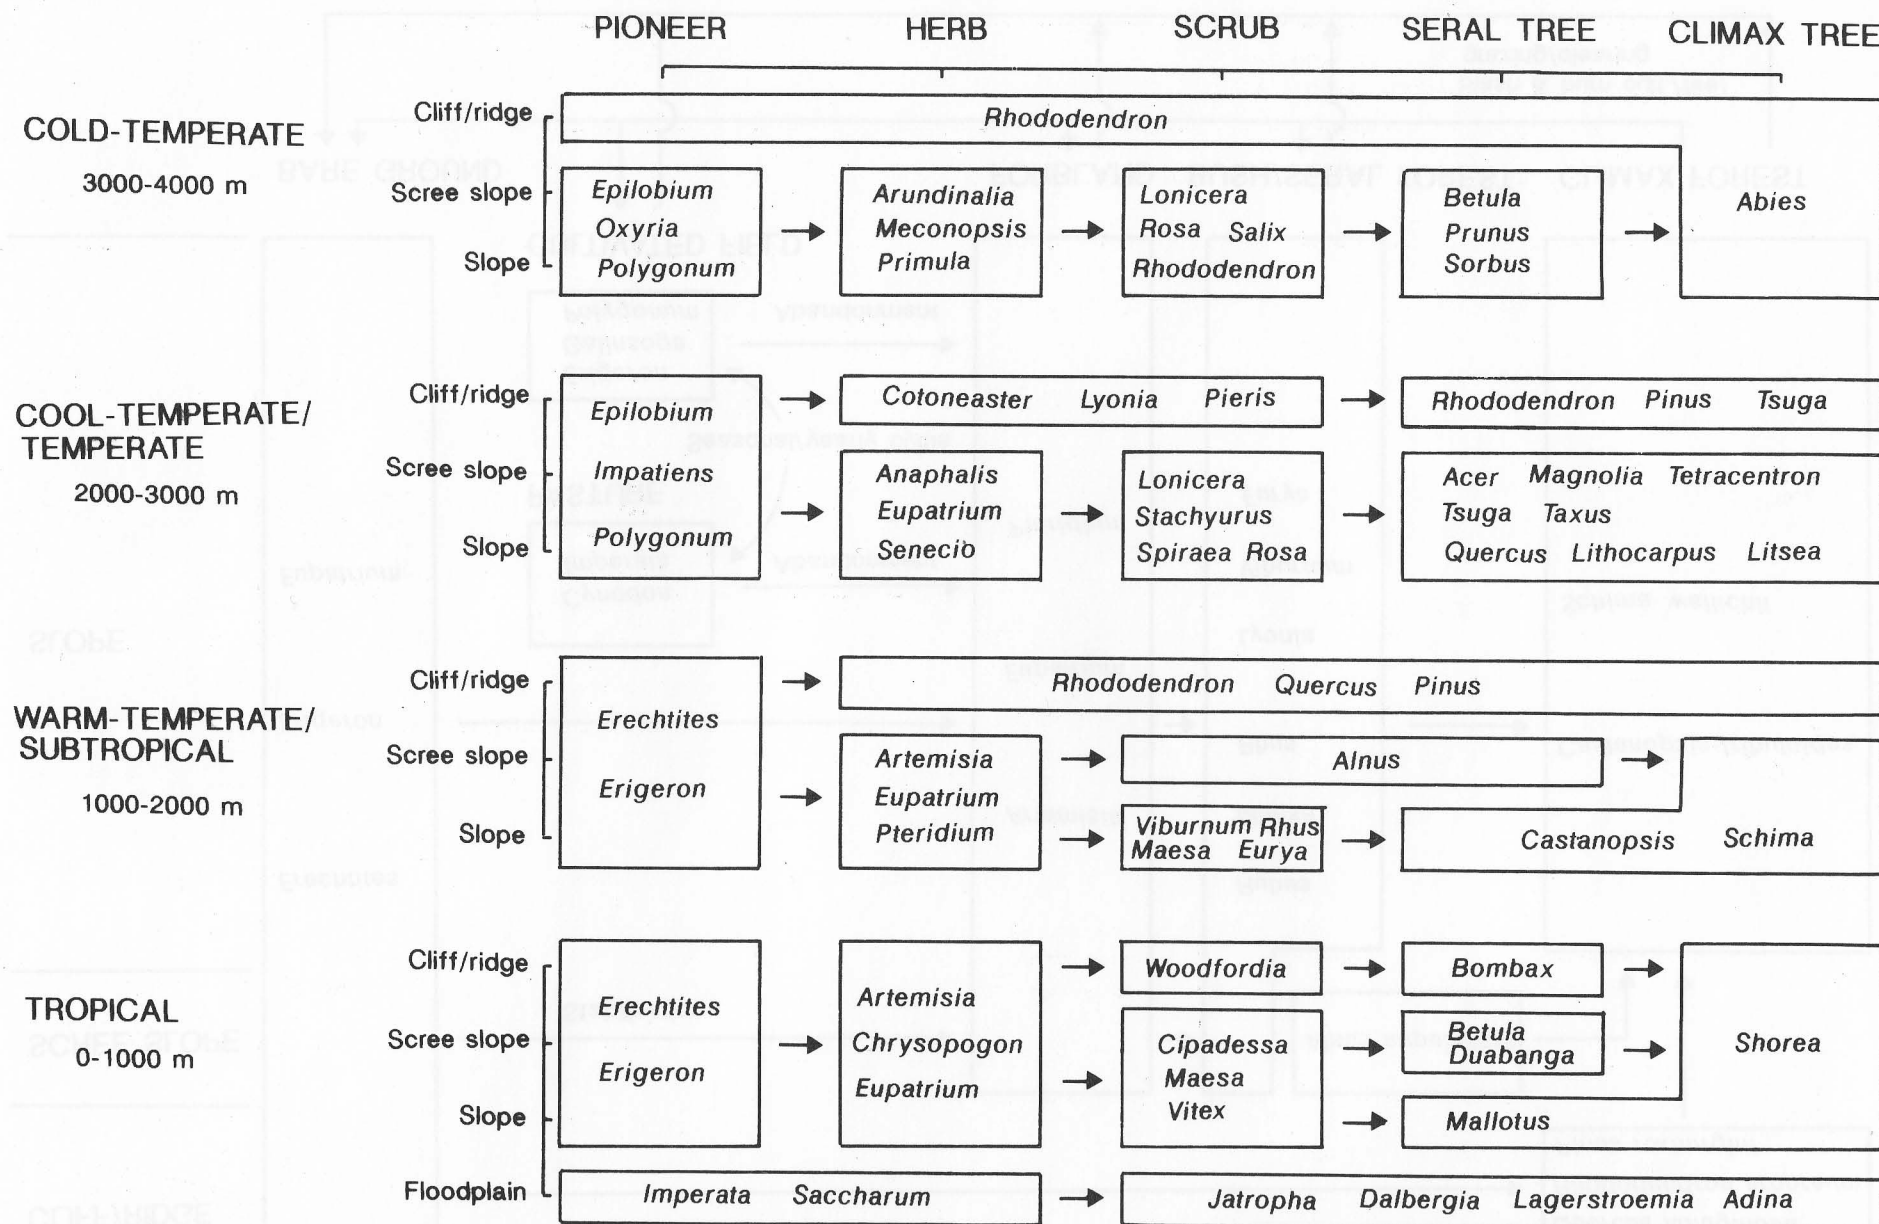 PIONEER HERB SCRUB SERAL TREE CLIMAX TREE
COLD-TEMPERATE
3000-4000 m
Cliff/ridge
Rhododendron
Scree slope
Slope
Epilobium
Oxyria
Polygonum
Arundinalia
Meconopsis
Primula
Lonicera
Rosa Salix
Rhododendron
Betula
Prunus
Sorbus
Abies
COOL-TEMPERATE/
TEMPERATE
2000-3000 m
Cliff/ridge
Scree slope
Slope
Epilobium
Impatiens
Polygonum
Cotoneaster Lyonia Pieris
Rhododendron Pinus Tsuga
Anaphalis
Eupatrium
Senecio
Lonicera
Stachyurus
Spiraea Rosa
Acer Magnolia Tetracentron
Tsuga Taxus
Quercus Lithocarpus Litsea
WARM-TEMPERATE/
SUBTROPICAL
1000-2000 m
Cliff/ridge
Scree slope
Slope
Erechtites
Erigeron
Rhododendron Quercus Pinus
Artemisia
Eupatrium
Pteridium
Alnus
Viburnum Rhus
Maesa Eurya
Castanopsis Schima
TROPICAL
0-1000 m
Cliff/ridge
Scree slope
Slope
Erechtites
Erigeron
Artemisia
Chrysopogon
Eupatrium
Woodfordia
Bombax
Cipadessa
Maesa
Vitex
Betula
Duabanga
Mallotus
Shorea
Floodplain
Imperata Saccharum
Jatropha Dalbergia Lagerstroemia Adina